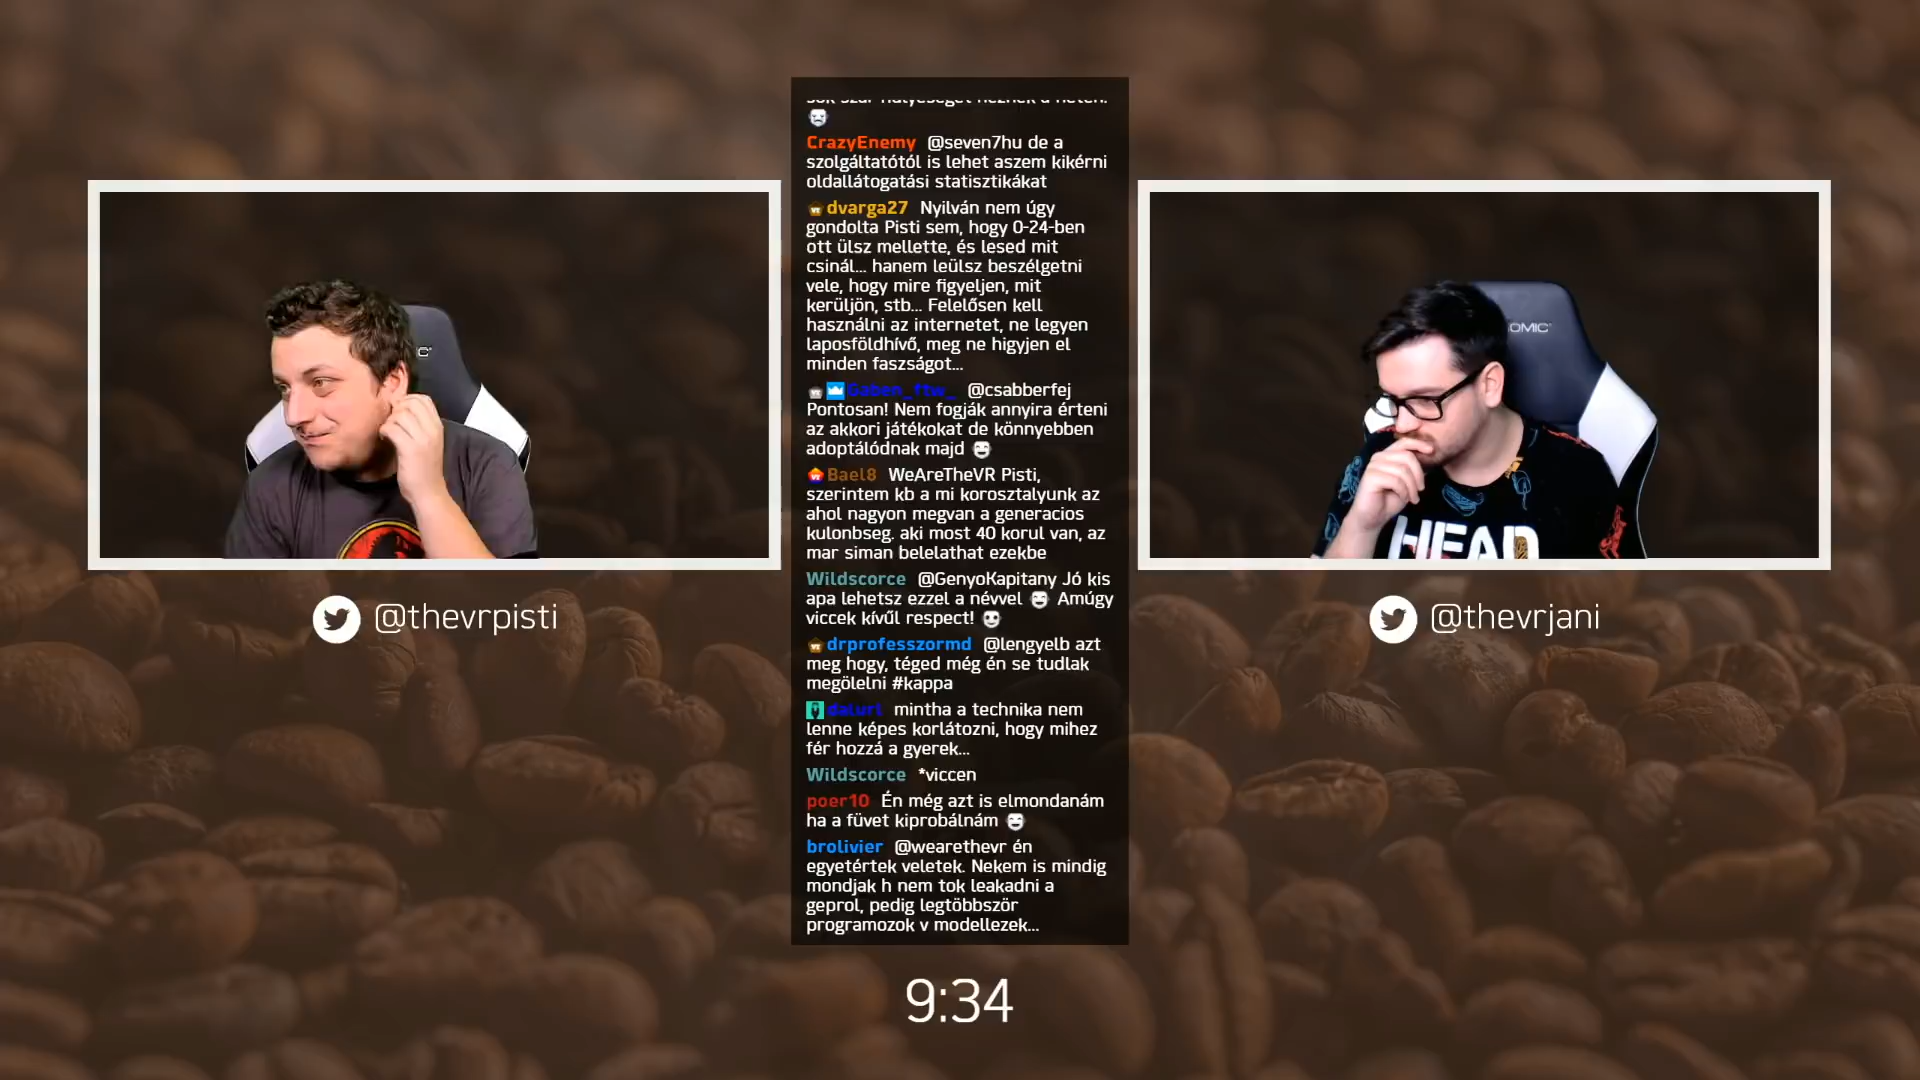 CrazyEnemy @seven7hu de a
szolgáltatótól is lehet aszem kikérni
oldallátogatási statisztikákat
dvarga27 Nyilván nem úgy
gondolta Pisti sem, hogy 0-24-ben
ott ülsz mellette, és lesed mit
csinál... hanem leülsz beszélgetni
vele, hogy mire figyeljen, mit
kerüljön, stb... Felelősen kell
használni az internetet, ne legyen
laposföldhívő, meg ne higyjen el
minden faszságot...
Gaben_ftw_ @csabberfej
Pontosan! Nem fogják annyira érteni
az akkori játékokat de könnyebben
adoptálódnak majd
Bael8 WeAreTheVR Pisti,
szerintem kb a mi korosztalyunk az
ahol nagyon megvan a generacios
kulonbseg. aki most 40 korul van, az
mar siman belelathat ezekbe
Wildscorce @GenyoKapitany Jó kis
apa lehetsz ezzel a névvel Amúgy
viccek kívűl respect!
drprofesszormd @lengyelb azt
meg hogy, téged még én se tudlak
megölelni #kappa
mintha a technika nem
lenne képes korlátozni, hogy mihez
fér hozzá a gyerek...
Wildscorce *viccen
poer10 Én még azt is elmondanám
ha a füvet kiprobálnám
brolivier @wearethevr én
egyetértek veletek. Nekem is mindig
mondjak h nem tok leakadni a
geprol, pedig legtöbbször
programozok v modellezek...
@thevrpisti
@thevrjani
OMIC
HEAD
9:34